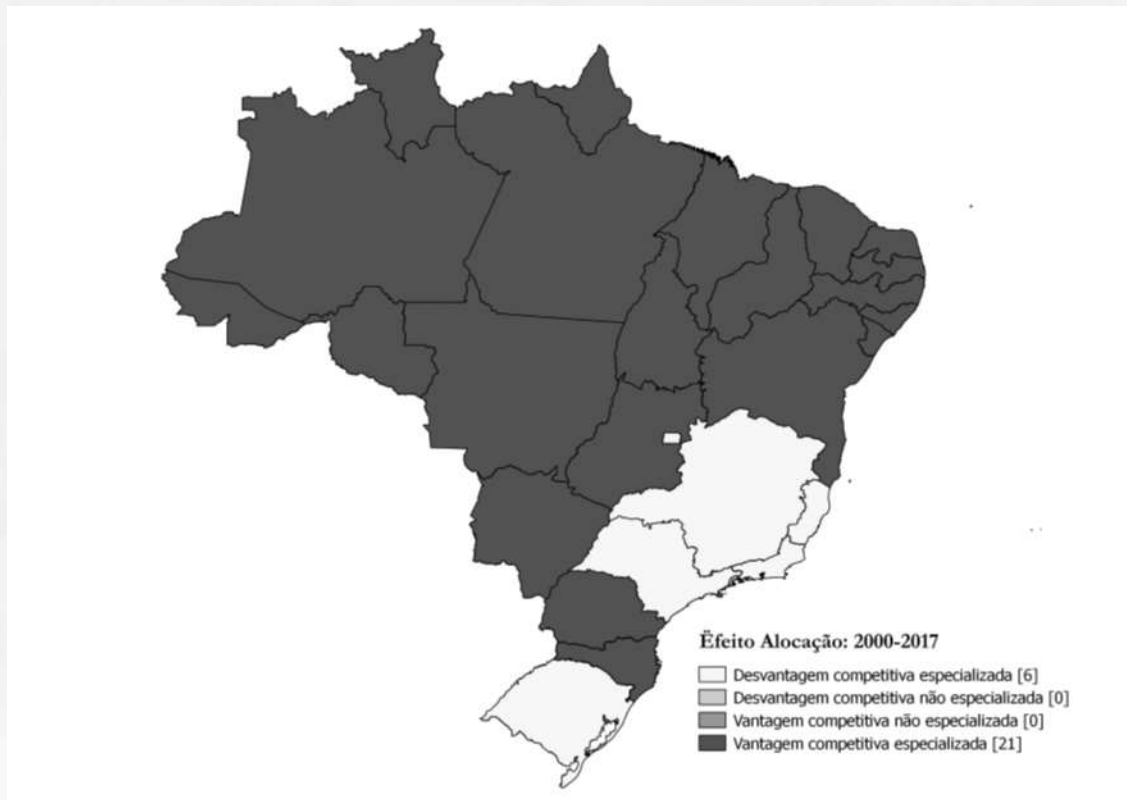 Ëfeito Alocação: 2000-2017
Desvantagem competitiva especializada [6]
Desvantagem competitiva não especializada [0]
Vantagem competitiva não especializada [0]
Vantagem competitiva especializada [21]